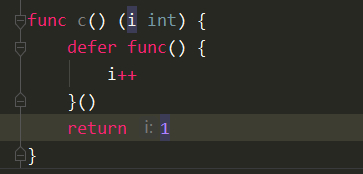 func c() (i int) {
    defer func() {
        i++
    }()
    return i: 1
}